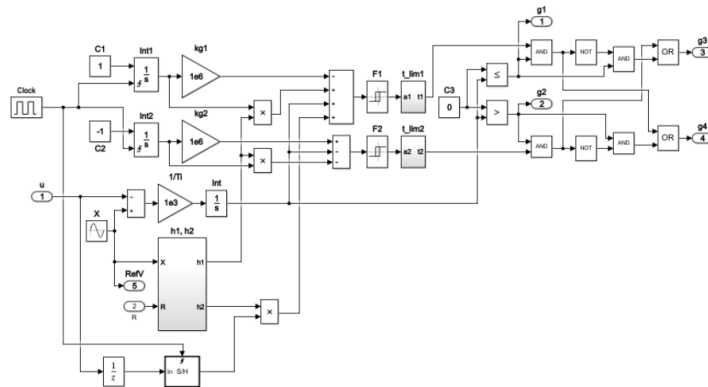 g1
1
C1
1
Int1
1
s
kg1
1e6
Clock
Int2
1
s
-1
C2
kg2
1e6
×
×
-
+
+
+
+
-
-
F1
F2
t_lim1
a1 t1
t_lim2
a2 t2
C3
0
≤
>
g2
2
AND
NOT
AND
OR
g3
3
AND
NOT
AND
OR
g4
4
u
1
-
+
1/Ti
1e3
Int
1
s
X
RefV
5
2
R
h1, h2
X
R
h1
h2
×
1
z
In S/H